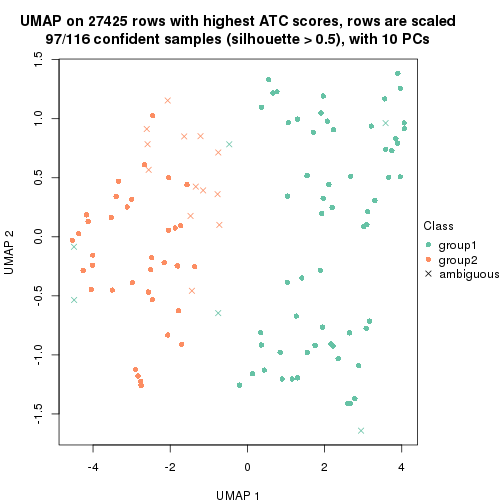 UMAP on 27425 rows with highest ATC scores, rows are scaled
97/116 confident samples (silhouette > 0.5), with 10 PCs
1.5
1.0
0.5
0.0
-0.5
-1.0
-1.5
UMAP 2
-4
-2
0
2
4
UMAP 1
Class
group1
group2
ambiguous